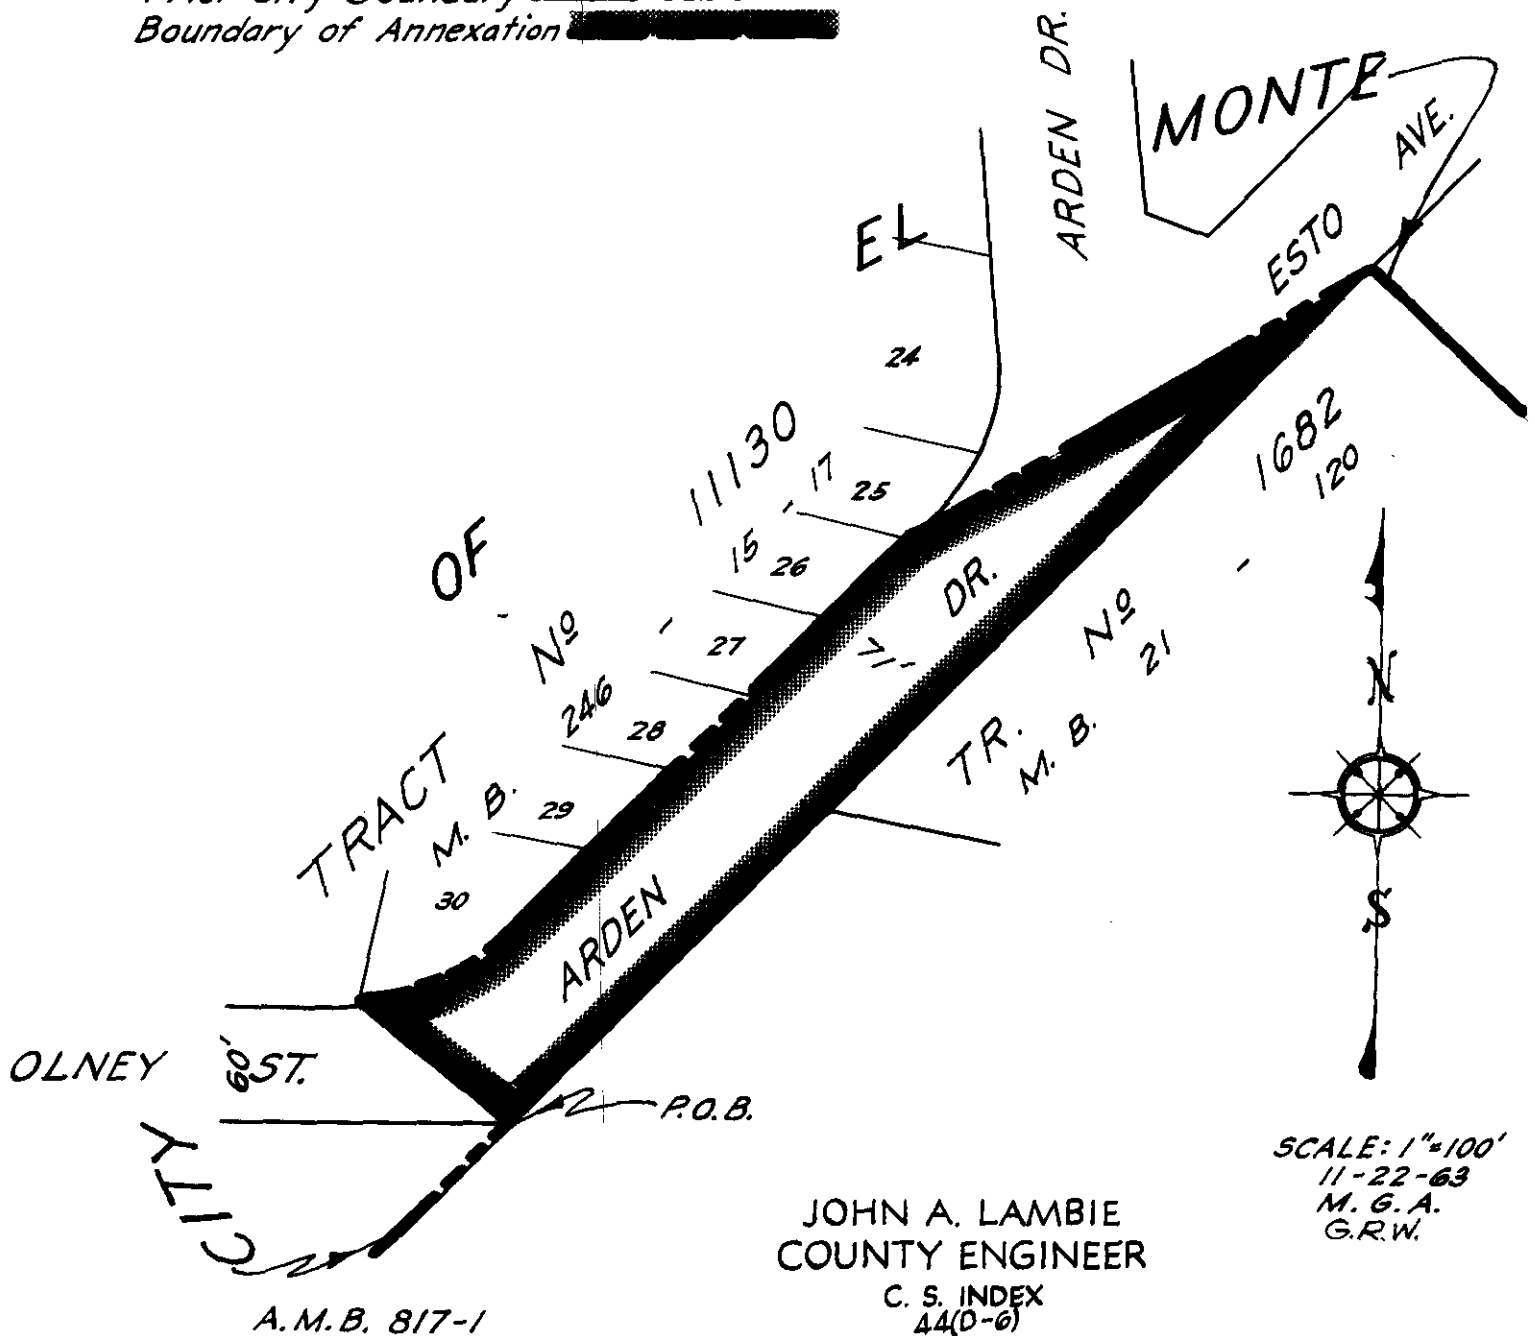 Boundary of Annexation
ARDEN DR.
CITY OF EL MONTE
ESTO AVE.
24
25
26
27
28
29
30
TRACT No 11130
M. B. 246 - 15 - 17
TR. No 1682
M. B. 21 - 120
ARDEN DR.
71'
OLNEY ST.
60'
P.O.B.
N
S
SCALE: 1"=100'
11-22-63
M. G. A.
G.R.W.
JOHN A. LAMBIE
COUNTY ENGINEER
C. S. INDEX
44(D-6)
A.M.B. 817-1